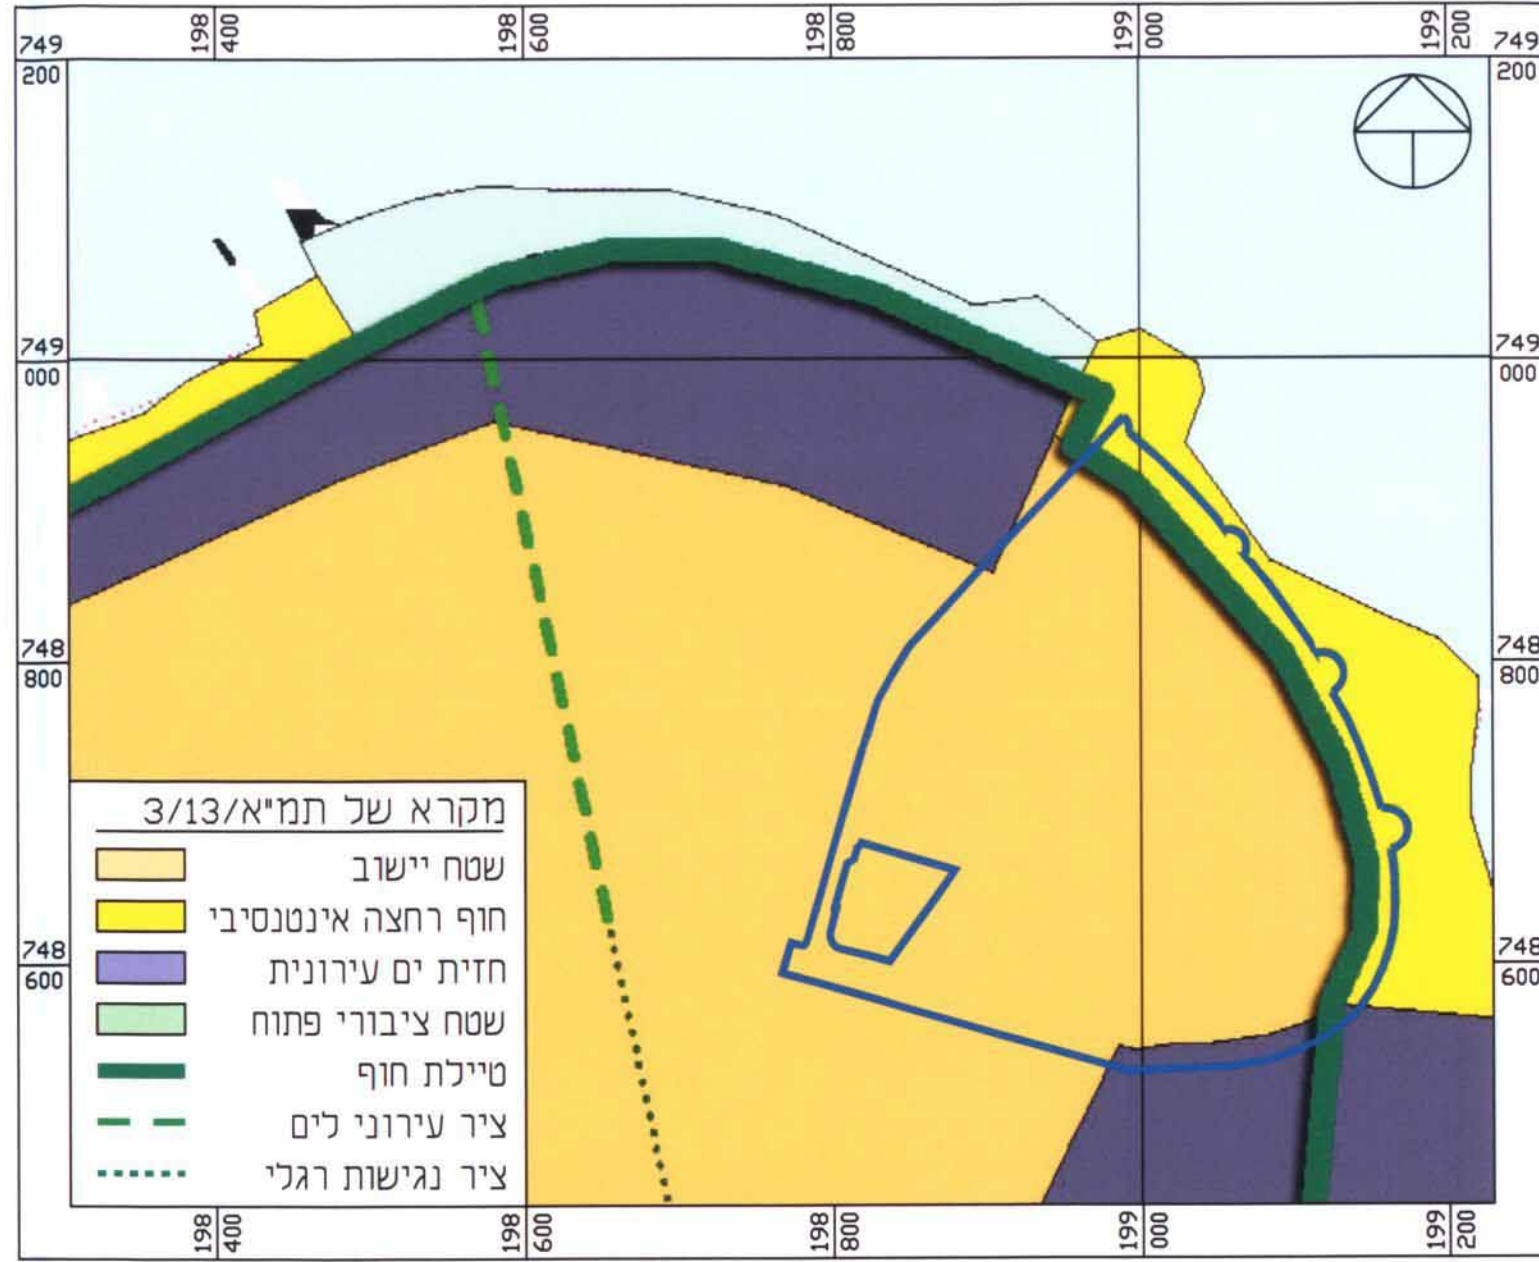 198 400
198 600
198 800
199 000
199 200
749 200
749 200
749 000
749 000
748 800
748 800
748 600
748 600
מקרא של תמ"א/3/13
שטח יישוב
חוף רחצה אינטנסיבי
חזית ים עירונית
שטח ציבורי פתוח
טיילת חוף
ציר עירוני לים
ציר נגישות רגלי
198 400
198 600
198 800
199 000
199 200